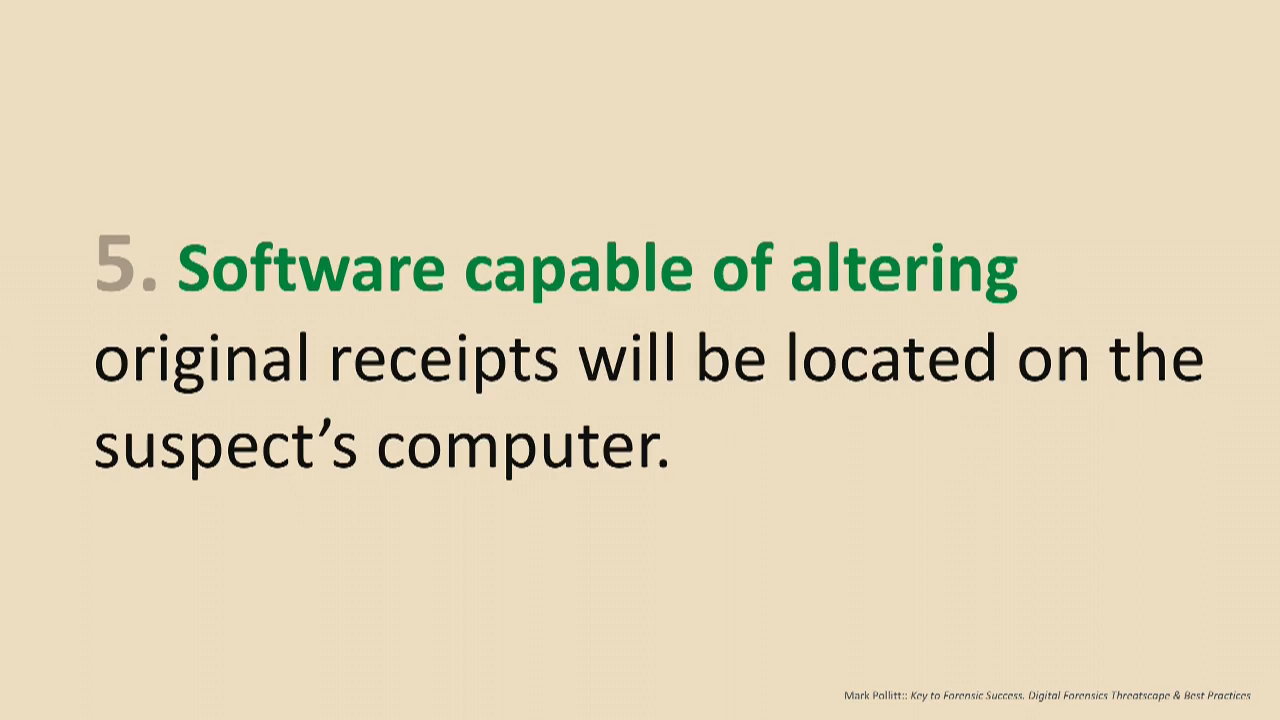 5. Software capable of altering
original receipts will be located on the
suspect’s computer.
Mark Pollitt:: Key to Forensic Success. Digital Forensics Threatscape & Best Practices